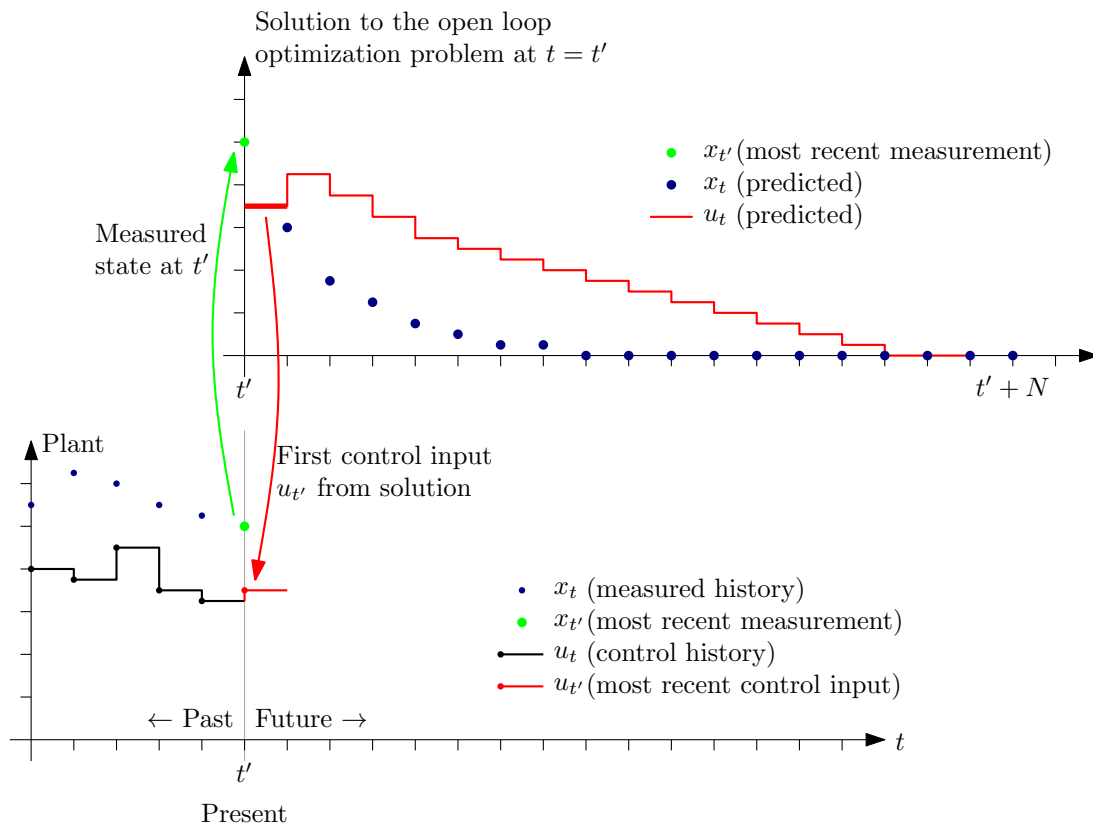 Solution to the open loop
optimization problem at t = t′
x_{t′} (most recent measurement)
x_t (predicted)
u_t (predicted)
Measured
state at t′
t′
t′ + N
Plant
First control input
u_{t′} from solution
x_t (measured history)
x_{t′} (most recent measurement)
u_t (control history)
u_{t′} (most recent control input)
← Past
Future →
t
t′
Present